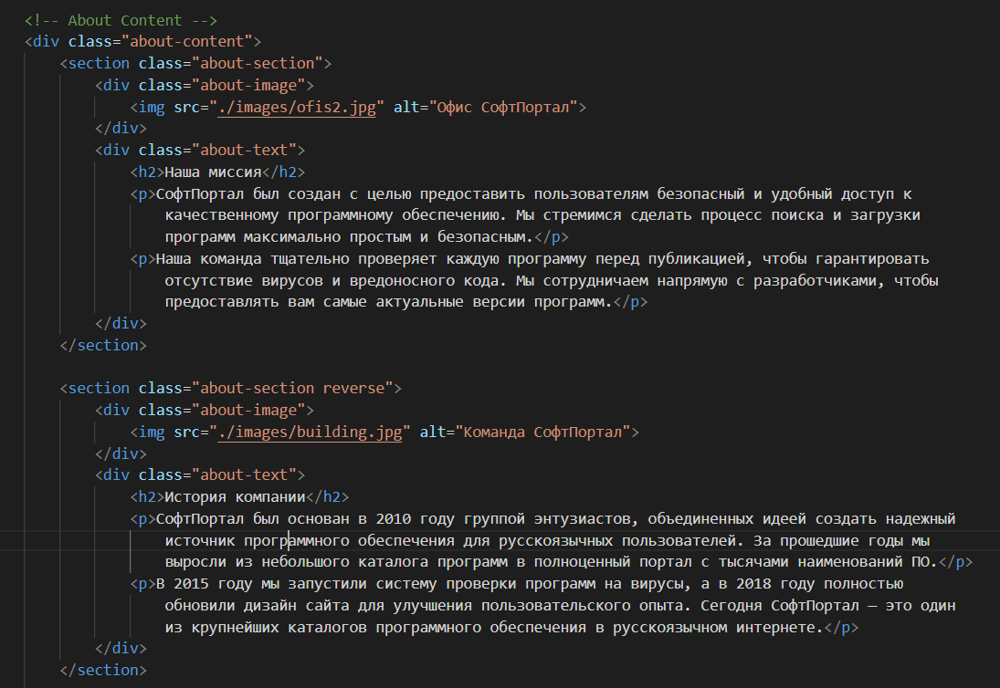 <!-- About Content -->
<div class="about-content">
<section class="about-section">
<div class="about-image">
<img src="./images/ofis2.jpg" alt="Офис СофтПортал">
</div>
<div class="about-text">
<h2>Наша миссия</h2>
<p>СофтПортал был создан с целью предоставить пользователям безопасный и удобный доступ к
качественному программному обеспечению. Мы стремимся сделать процесс поиска и загрузки
программ максимально простым и безопасным.</p>
<p>Наша команда тщательно проверяет каждую программу перед публикацией, чтобы гарантировать
отсутствие вирусов и вредоносного кода. Мы сотрудничаем напрямую с разработчиками, чтобы
предоставлять вам самые актуальные версии программ.</p>
</div>
</section>
<section class="about-section reverse">
<div class="about-image">
<img src="./images/building.jpg" alt="Команда СофтПортал">
</div>
<div class="about-text">
<h2>История компании</h2>
<p>СофтПортал был основан в 2010 году группой энтузиастов, объединенных идеей создать надежный
источник программного обеспечения для русскоязычных пользователей. За прошедшие годы мы
выросли из небольшого каталога программ в полноценный портал с тысячами наименований ПО.</p>
<p>В 2015 году мы запустили систему проверки программ на вирусы, а в 2018 году полностью
обновили дизайн сайта для улучшения пользовательского опыта. Сегодня СофтПортал — это один
из крупнейших каталогов программного обеспечения в русскоязычном интернете.</p>
</div>
</section>